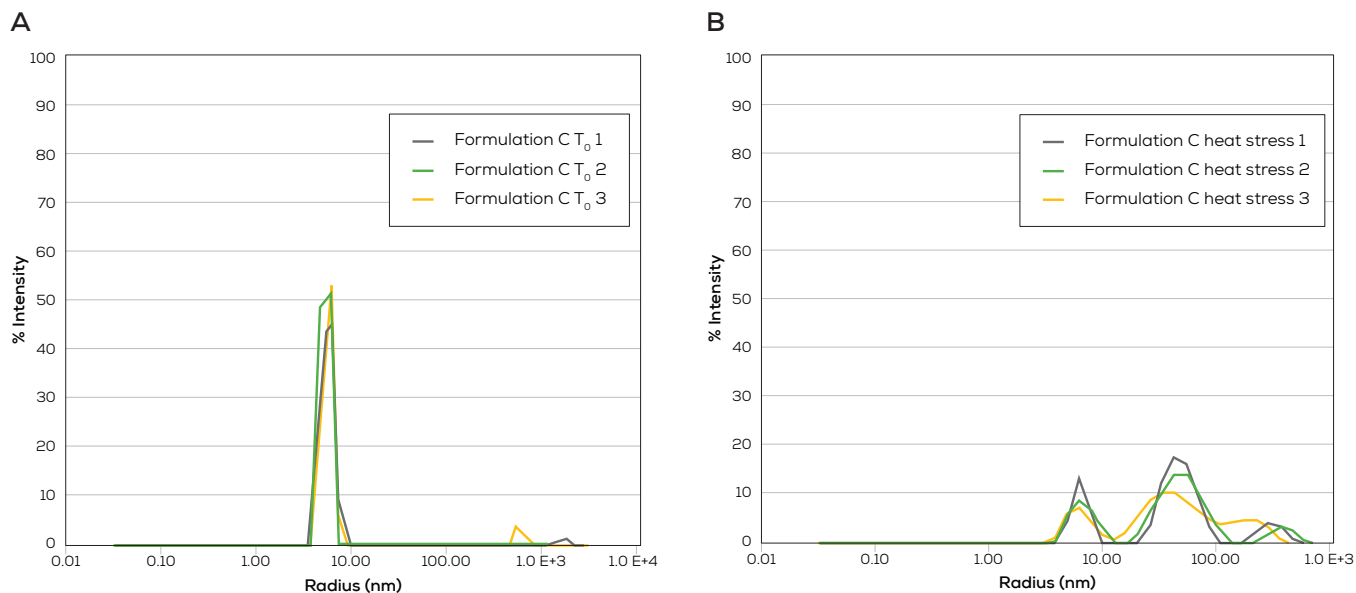 A
100
90
80
70
60
50
40
30
20
10
0
% Intensity
Formulation C T₀ 1
Formulation C T₀ 2
Formulation C T₀ 3
0.01 0.10 1.00 10.00 100.00 1.0 E+3 1.0 E+4
Radius (nm)
B
100
90
80
70
60
50
40
30
20
10
0
% Intensity
Formulation C heat stress 1
Formulation C heat stress 2
Formulation C heat stress 3
0.01 0.10 1.00 10.00 100.00 1.0 E+3
Radius (nm)